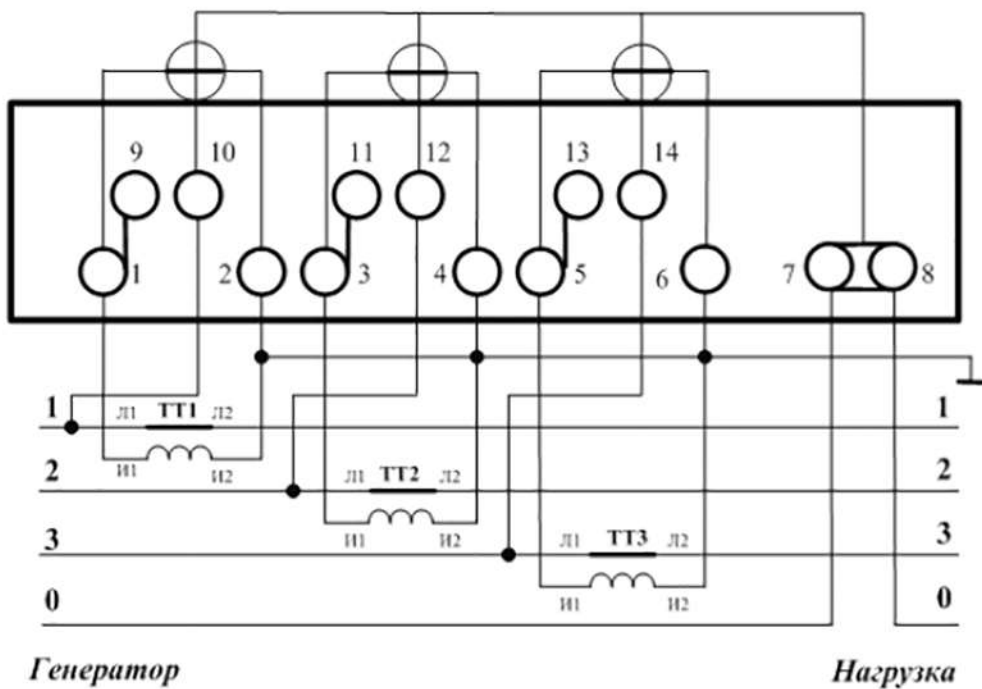 9 10 11 12 13 14
1 2 3 4 5 6 7 8
1 Л1 ТТ1 Л2 1
И1 И2
2 Л1 ТТ2 Л2 2
И1 И2
3 Л1 ТТ3 Л2 3
И1 И2
0 0
Генератор Нагрузка